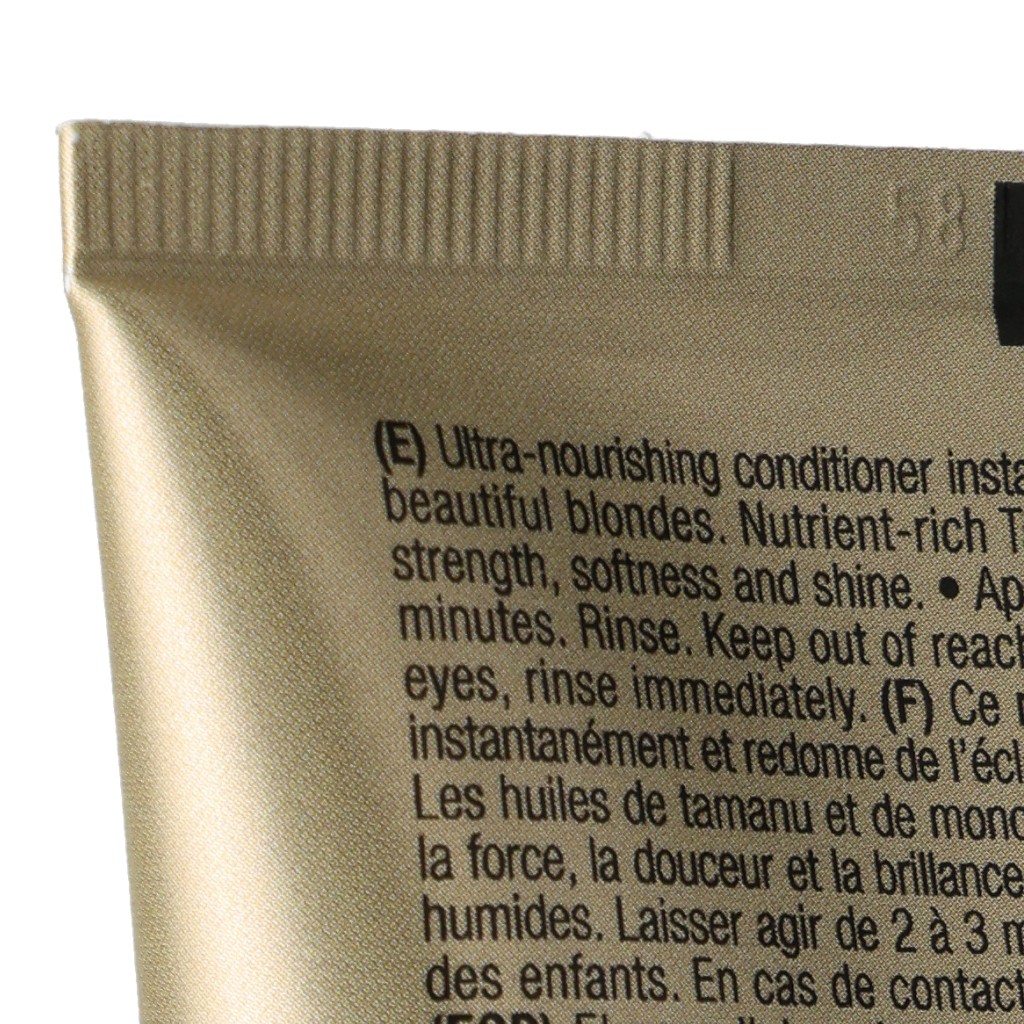 58
(E) Ultra-nourishing conditioner insta
beautiful blondes. Nutrient-rich T
strength, softness and shine. • Ap
minutes. Rinse. Keep out of reach
eyes, rinse immediately. (F) Ce
instantanément et redonne de l'écl
Les huiles de tamanu et de mono
la force, la douceur et la brillance
humides. Laisser agir de 2 à 3 m
des enfants. En cas de contact